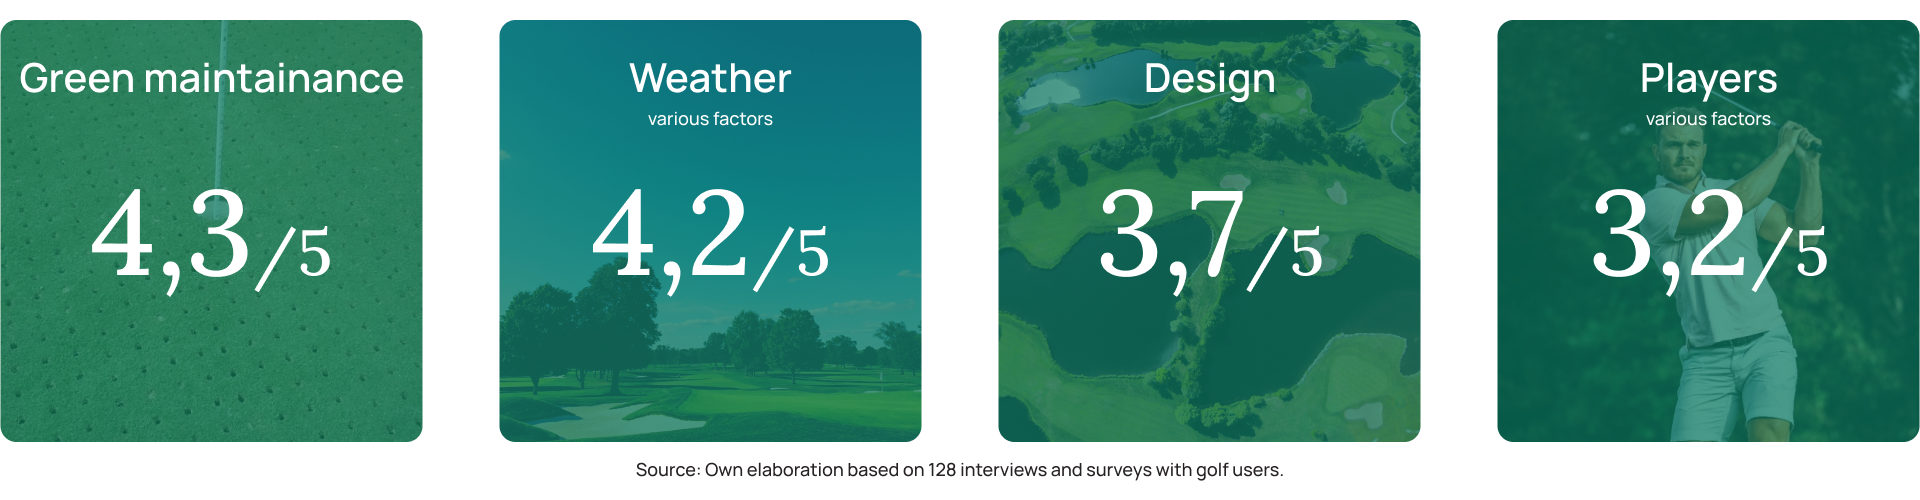 Green maintainance
4,3/5
Weather
various factors
4,2/5
Design
3,7/5
Players
various factors
3,2/5
Source: Own elaboration based on 128 interviews and surveys with golf users.